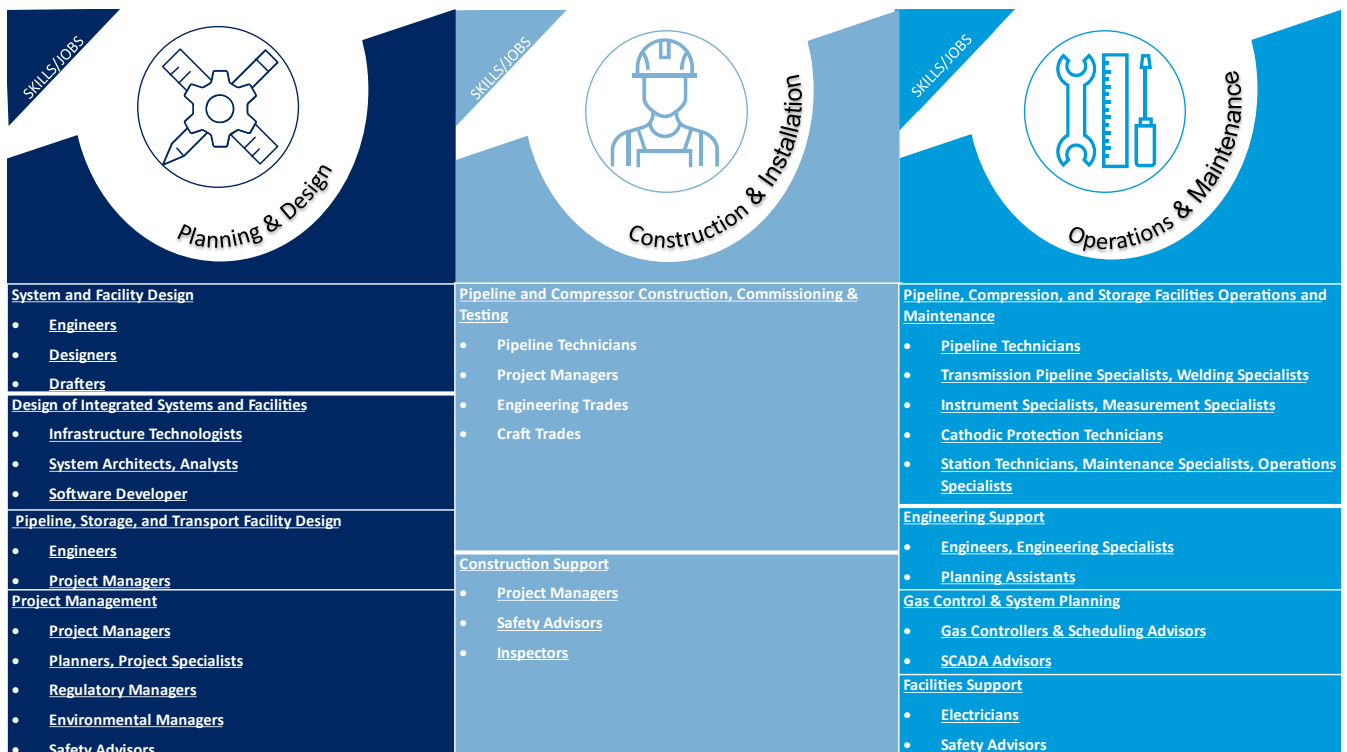 SKILLS/JOBS
Planning & Design
System and Facility Design
• Engineers
• Designers
• Drafters
Design of Integrated Systems and Facilities
• Infrastructure Technologists
• System Architects, Analysts
• Software Developer
Pipeline, Storage, and Transport Facility Design
• Engineers
• Project Managers
Project Management
• Project Managers
• Planners, Project Specialists
• Regulatory Managers
• Environmental Managers
• Safety Advisors
SKILLS/JOBS
Construction & Installation
Pipeline and Compressor Construction, Commissioning &
Testing
• Pipeline Technicians
• Project Managers
• Engineering Trades
• Craft Trades
Construction Support
• Project Managers
• Safety Advisors
• Inspectors
SKILLS/JOBS
Operations & Maintenance
Pipeline, Compression, and Storage Facilities Operations and
Maintenance
• Pipeline Technicians
• Transmission Pipeline Specialists, Welding Specialists
• Instrument Specialists, Measurement Specialists
• Cathodic Protection Technicians
• Station Technicians, Maintenance Specialists, Operations
Specialists
Engineering Support
• Engineers, Engineering Specialists
• Planning Assistants
Gas Control & System Planning
• Gas Controllers & Scheduling Advisors
• SCADA Advisors
Facilities Support
• Electricians
• Safety Advisors